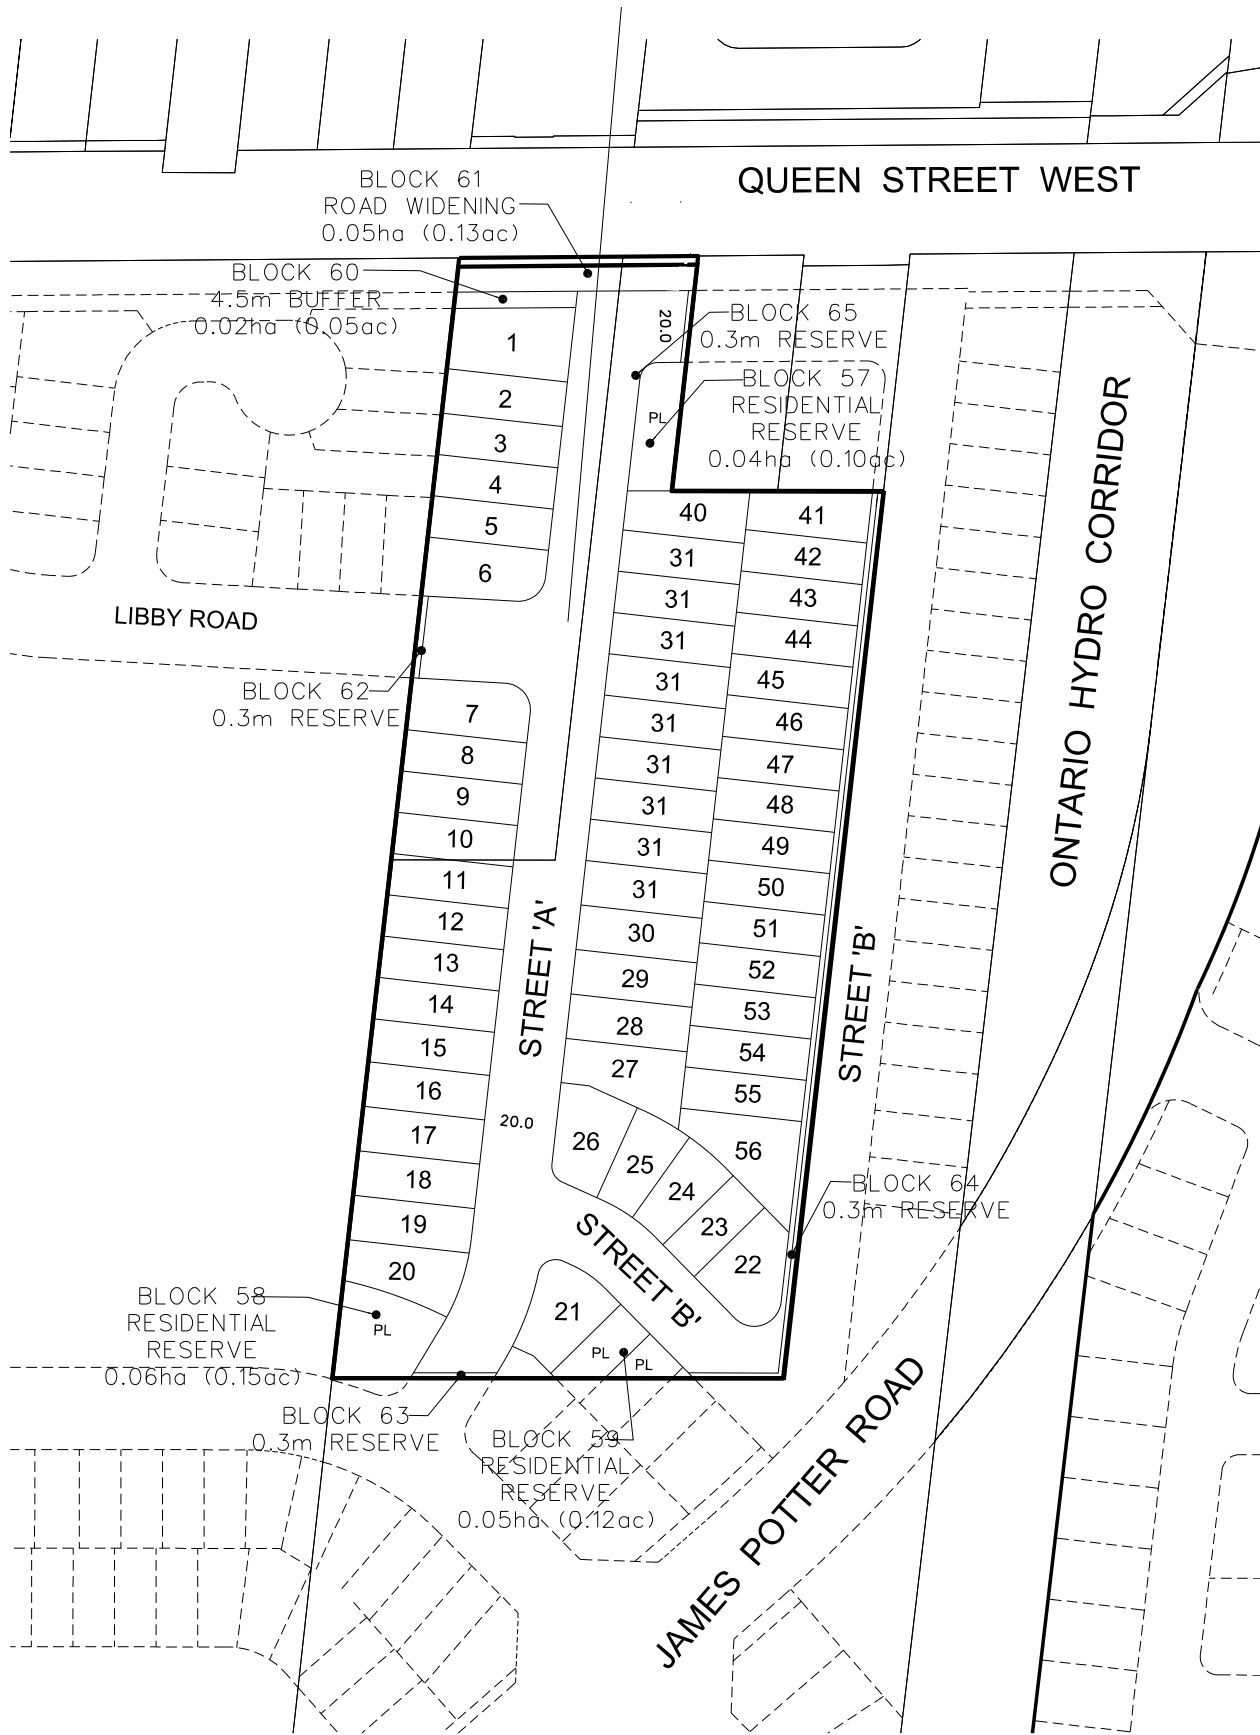 QUEEN STREET WEST
BLOCK 61
ROAD WIDENING
0.05ha (0.13ac)
BLOCK 60
4.5m BUFFER
0.02ha (0.05ac)
20.0
BLOCK 65
0.3m RESERVE
BLOCK 57
RESIDENTIAL
RESERVE
0.04ha (0.10ac)
PL
1
2
3
4
5
6
LIBBY ROAD
BLOCK 62
0.3m RESERVE
7
8
9
10
11
12
13
14
15
16
17
18
19
20
40
31
31
31
31
31
31
31
31
31
30
29
28
27
26
25
24
23
22
21
41
42
43
44
45
46
47
48
49
50
51
52
53
54
55
56
STREET 'A'
20.0
STREET 'B'
STREET 'B'
ONTARIO HYDRO CORRIDOR
BLOCK 64
0.3m RESERVE
BLOCK 58
RESIDENTIAL
RESERVE
0.06ha (0.15ac)
PL
PL
PL
BLOCK 63
0.3m RESERVE
BLOCK 59
RESIDENTIAL
RESERVE
0.05ha (0.12ac)
JAMES POTTER ROAD